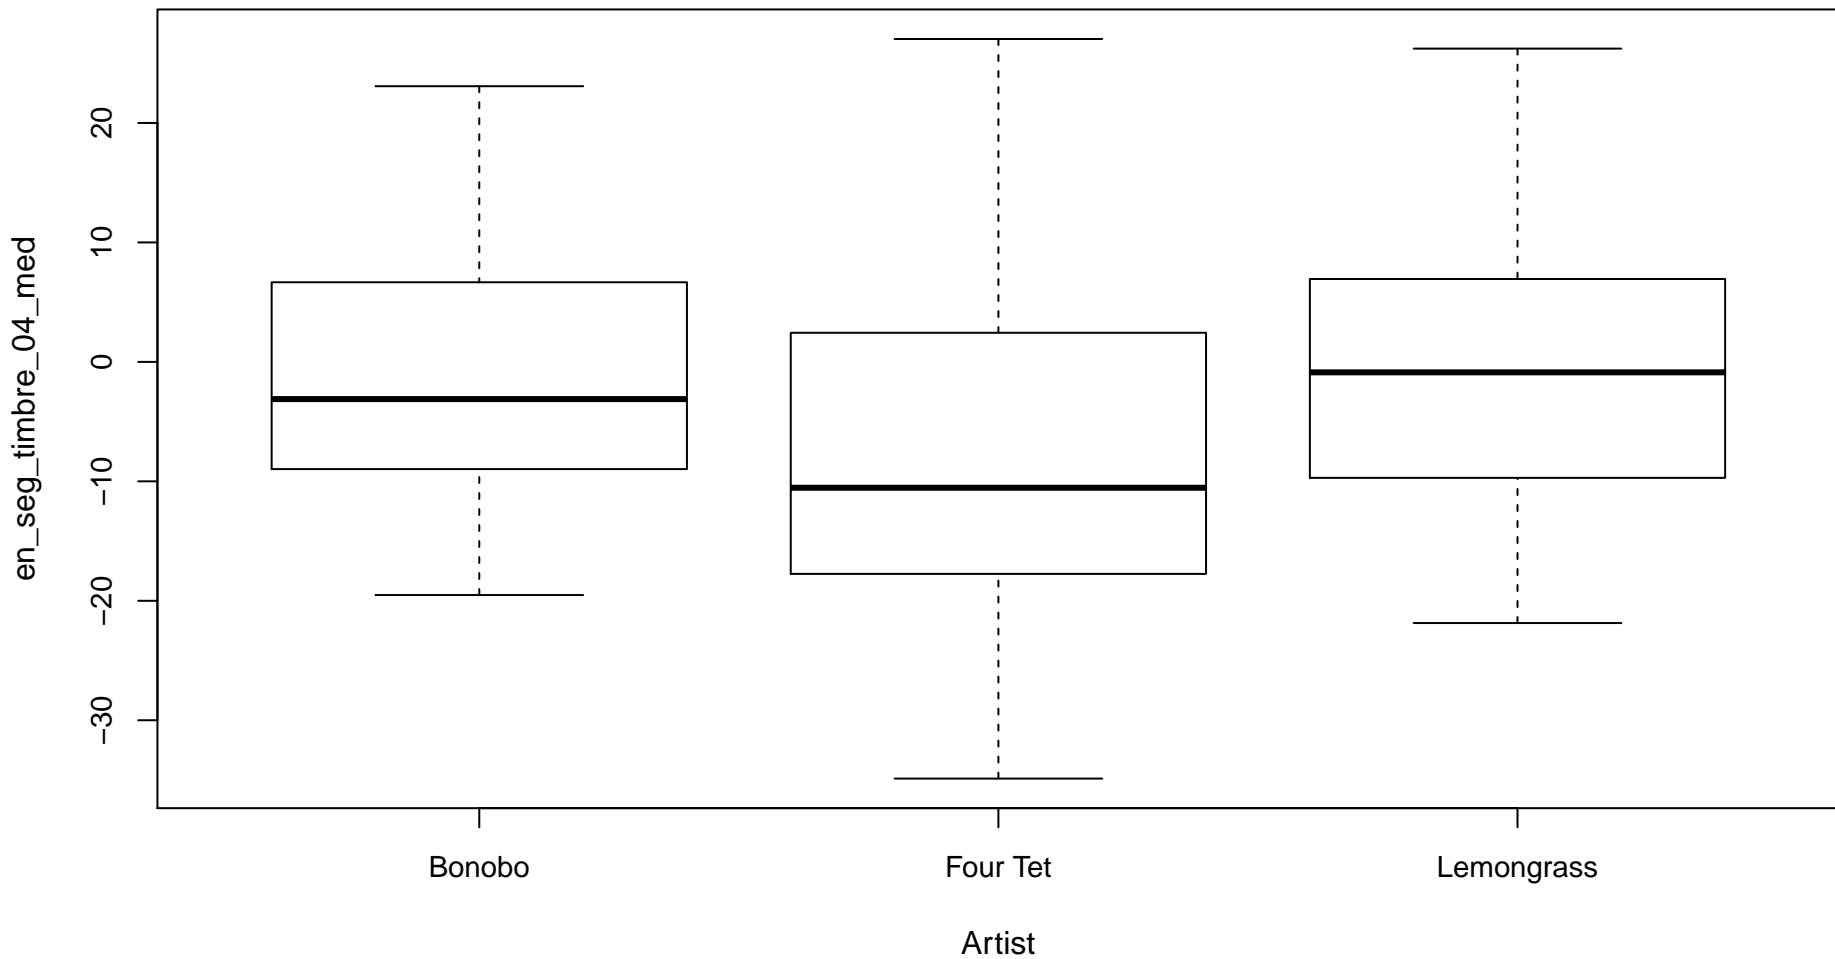 en_seg_timbre_04_med
20
10
0
−10
−20
−30
Bonobo
Four Tet
Lemongrass
Artist